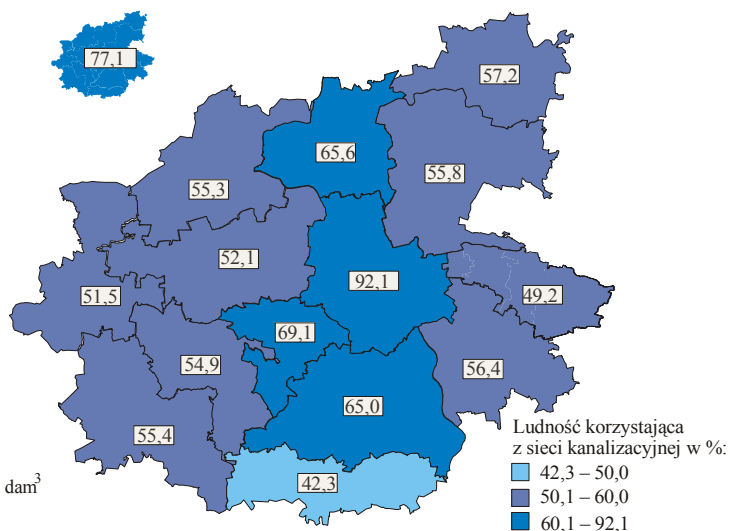 77,1
57,2
65,6
55,8
55,3
52,1
92,1
51,5
49,2
69,1
54,9
56,4
65,0
55,4
42,3
dam³
Ludność korzystająca
z sieci kanalizacyjnej w %:
42,3 – 50,0
50,1 – 60,0
60,1 – 92,1